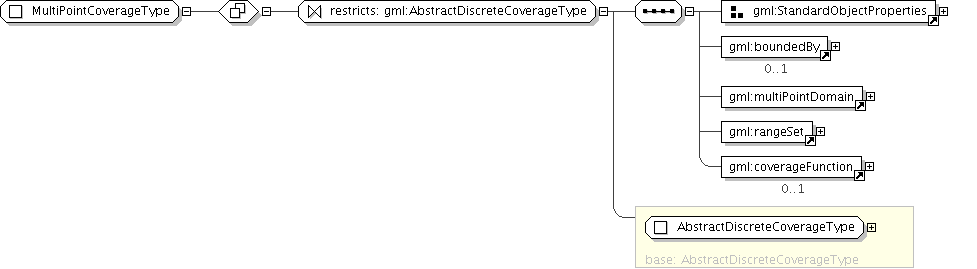 MultiPointCoverageType
restricts: gml:AbstractDiscreteCoverageType
gml:StandardObjectProperties
gml:boundedBy
0..1
gml:multiPointDomain
gml:rangeSet
gml:coverageFunction
0..1
AbstractDiscreteCoverageType
base: AbstractDiscreteCoverageType